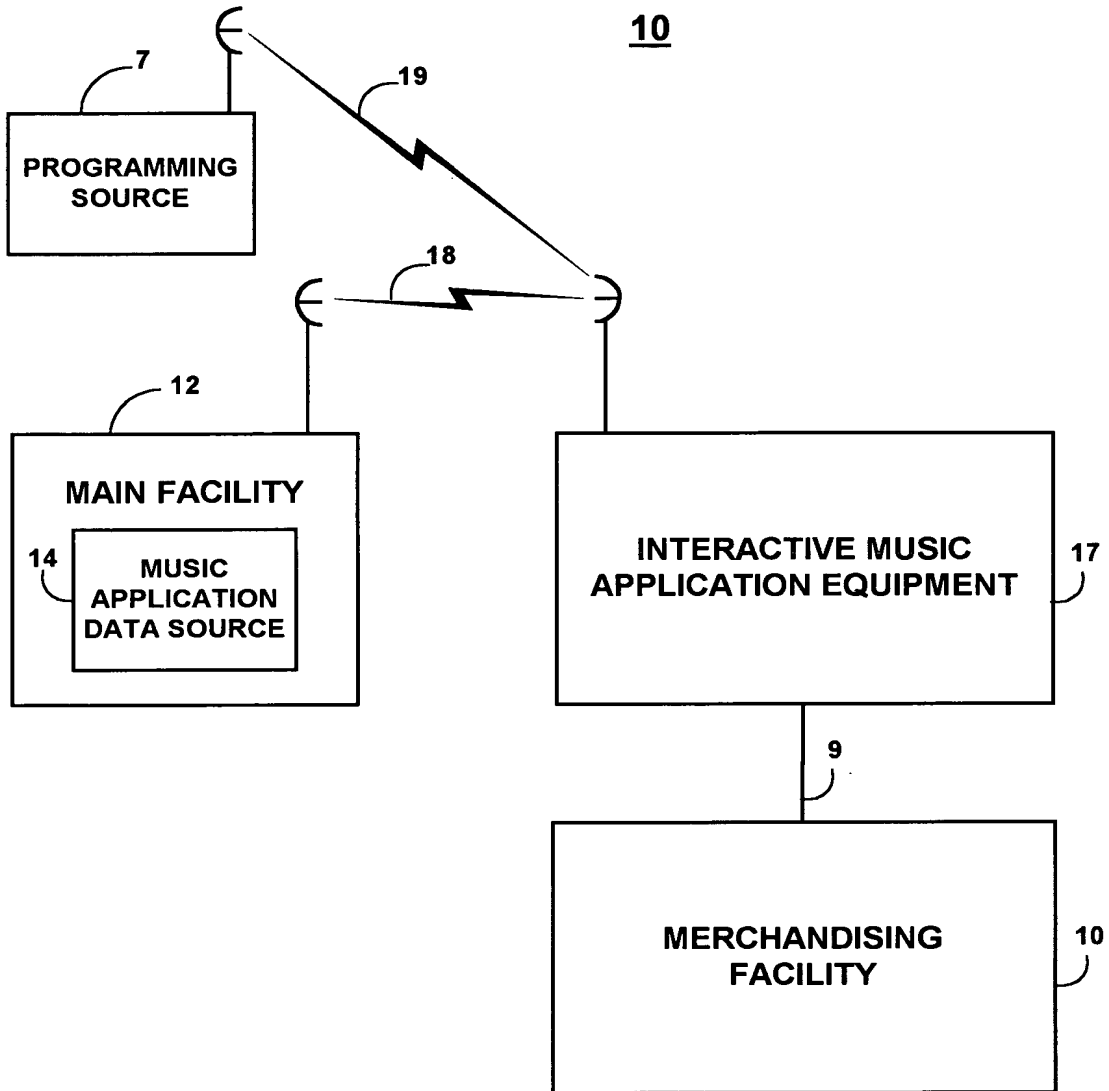 10
7
19
PROGRAMMING
SOURCE
18
12
MAIN FACILITY
14
MUSIC
APPLICATION
DATA SOURCE
INTERACTIVE MUSIC
APPLICATION EQUIPMENT
17
9
MERCHANDISING
FACILITY
10